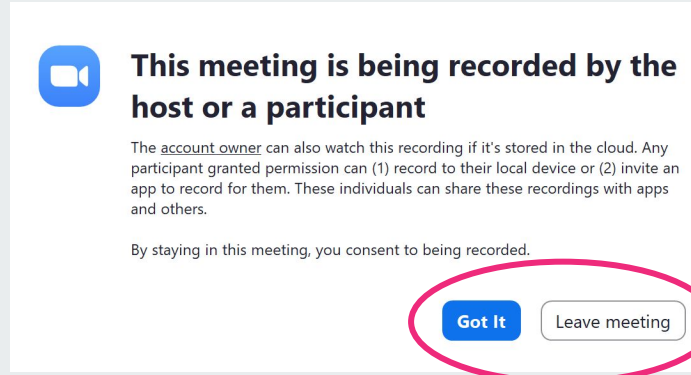 This meeting is being recorded by the
host or a participant
The account owner can also watch this recording if it's stored in the cloud. Any
participant granted permission can (1) record to their local device or (2) invite an
app to record for them. These individuals can share these recordings with apps
and others.
By staying in this meeting, you consent to being recorded.
Got It
Leave meeting